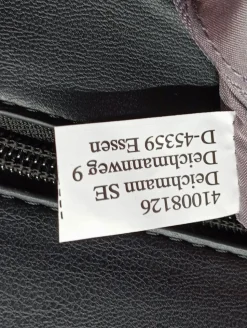 41008126
Deichmann SE
Deichmannweg 9
D-45359 Essen